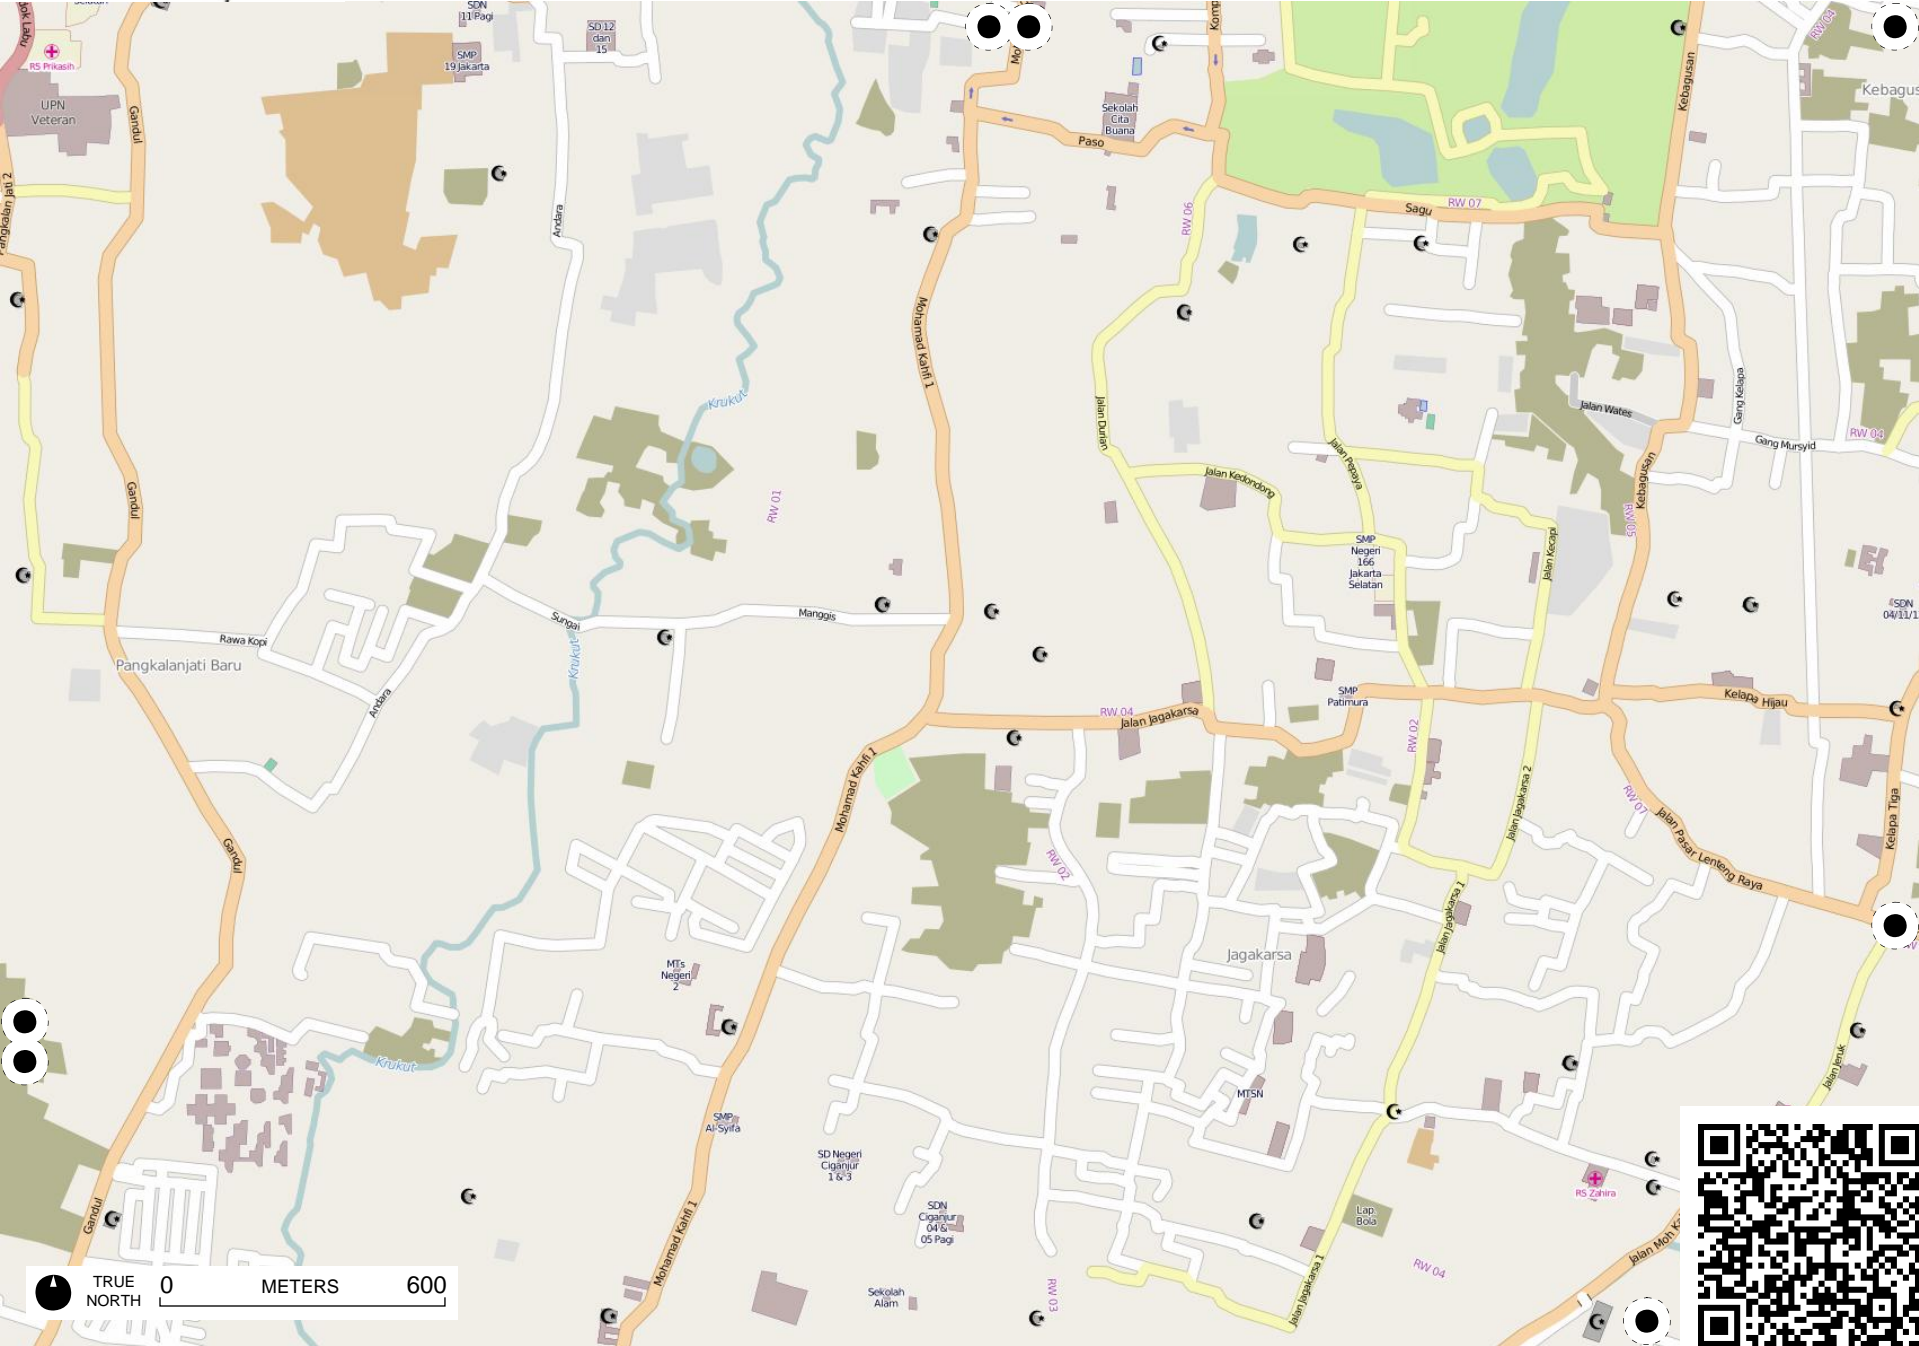 SDN
11 Pagi
SD 12
dan
15
SMP
19 Jakarta
RS Prikasih
UPN
Veteran
Gandul
Pangkalan Jati 2
Andara
Paso
Sekolah
Cita
Buana
RW 06
RW 07
Sagu
Kebagusan
RW 04
Mohamad Kahfi 1
Krukut
Jalan Durian
Jalan Wates
Gang Kelapa
Gang Mursyid
RW 04
Jalan Pepaya
Jalan Kedondong
Kebagusan
RW 05
RW 01
Gandul
SMP
Negeri
166
Jakarta
Selatan
Jalan Kecapi
SDN
Sungai
Manggis
Rawa Kopi
Pangkalanjati Baru
Krukut
Andara
RW 04
Jalan Jagakarsa
SMP
Patimura
RW 02
Kelapa Hijau
Mohamad Kahfi 1
Jalan Jagakarsa 2
RW 07
Jalan Pasar Lenteng Raya
Kelapa Tiga
Gandul
RW 02
Jalan Jagakarsa 1
Jagakarsa
MTs
Negeri
2
Krukut
MTSN
Jalan Jeruk
SMP
Al-Syifa
SD Negeri
Ciganjur
1 & 3
RS Zahira
Lap.
Bola
SDN
Ciganjur
04 &
05 Pagi
Gandul
Mohamad Kahfi 1
RW 04
Sekolah
Alam
RW 03
Jalan Jagakarsa 1
TRUE
NORTH
0 METERS 600